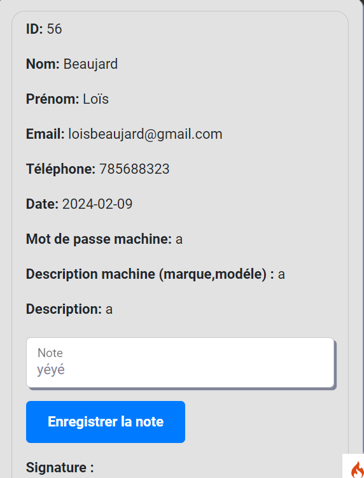 ID: 56
Nom: Beaujard
Prénom: Loïs
Email: loisbeaujard@gmail.com
Téléphone: 785688323
Date: 2024-02-09
Mot de passe machine: a
Description machine (marque,modéle) : a
Description: a
Note
yéyé
Enregistrer la note
Signature :